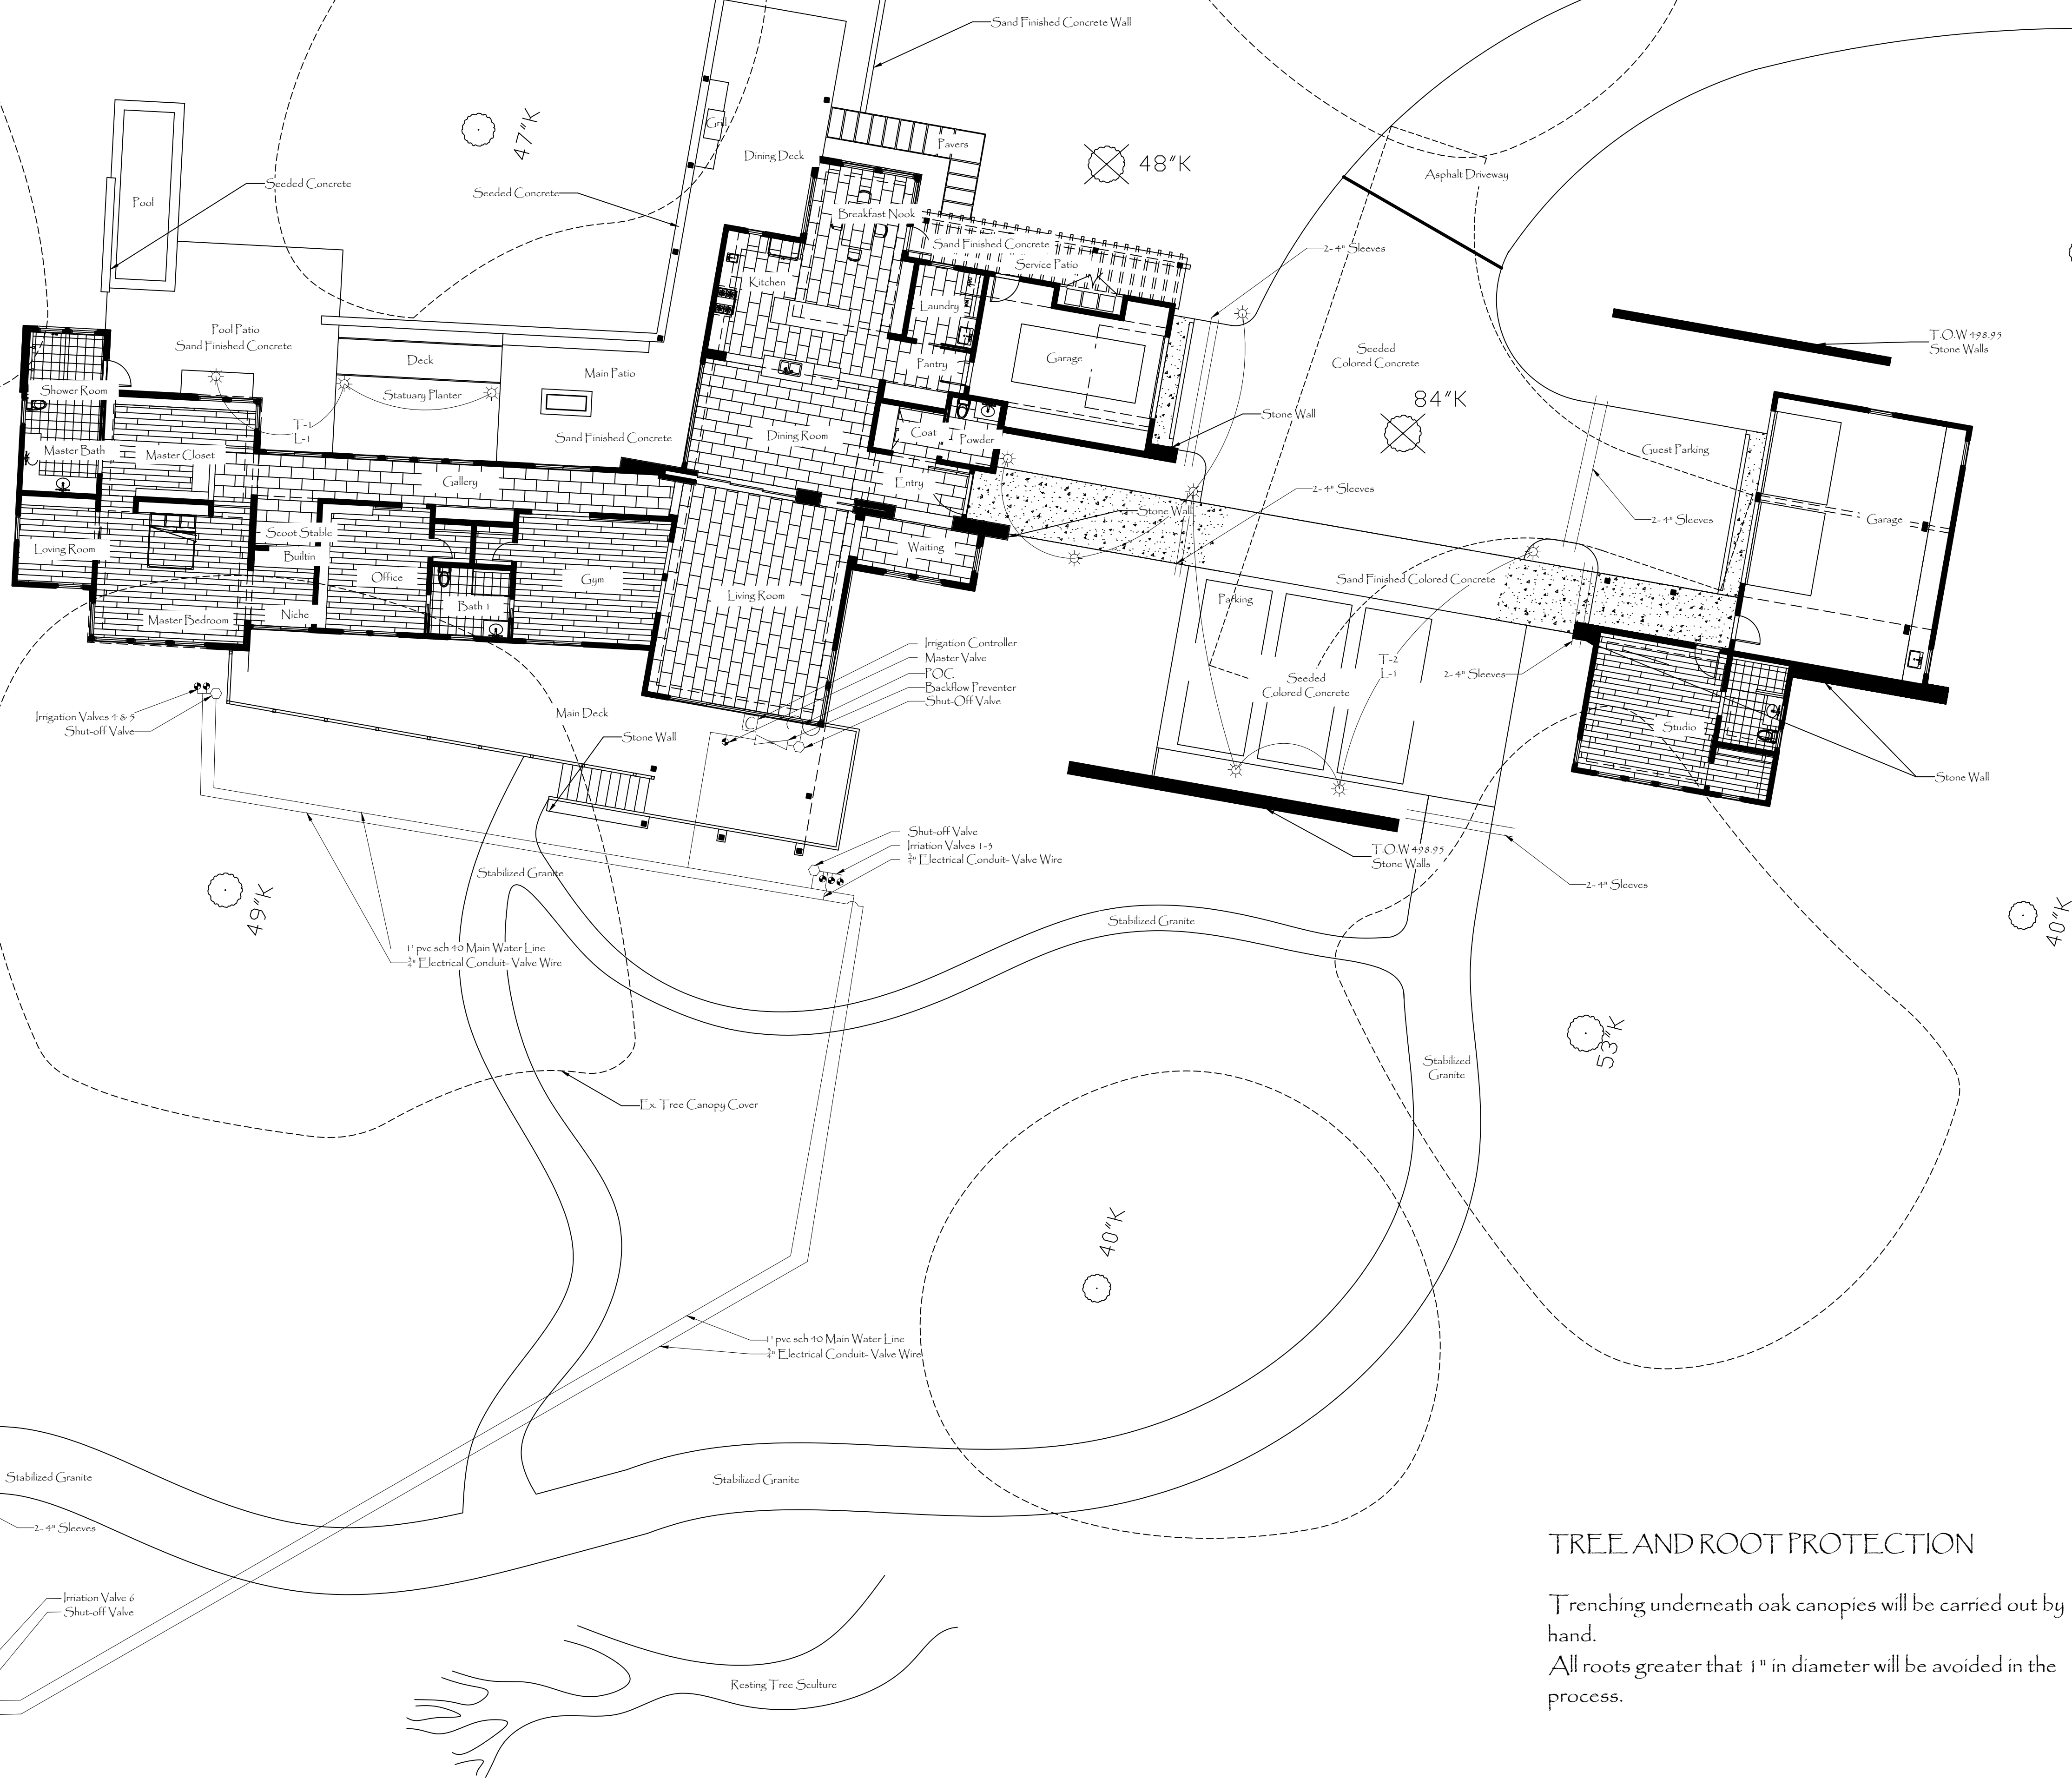 Sand Finished Concrete Wall
47"K
Grill
Pavers
Dining Deck
48"K
Asphalt Driveway
Seeded Concrete
Seeded Concrete
Pool
Breakfast Nook
Sand Finished Concrete
2- 4" Sleeves
Service Patio
Kitchen
Laundry
Pool Patio
Sand Finished Concrete
T.O.W 498.95
Stone Walls
Seeded
Colored Concrete
Deck
Garage
Pantry
Main Patio
Shower Room
Statuary Planter
84"K
Stone Wall
T-1
L-1
Coat
Powder
Dining Room
Sand Finished Concrete
Master Bath
Master Closet
Guest Parking
Gallery
Entry
2- 4" Sleeves
Stone Wall
2- 4" Sleeves
Garage
Scoot Stable
Loving Room
Builtin
Waiting
Office
Gym
Sand Finished Colored Concrete
Living Room
Parking
Bath 1
Niche
Master Bedroom
Irrigation Controller
Master Valve
POC
Backflow Preventer
Shut-Off Valve
T-2
L-1
2- 4" Sleeves
Seeded
Colored Concrete
Irrigation Valves 4 & 5
Shut-off Valve
Main Deck
Stone Wall
Studio
Stone Wall
Shut-off Valve
Irriation Valves 1-3
3/4" Electrical Conduit- Valve Wire
T.O.W 498.95
Stone Walls
Stabilized Granite
2- 4" Sleeves
49"K
Stabilized Granite
40"K
1' pvc sch 40 Main Water Line
3/4" Electrical Conduit- Valve Wire
53"K
Stabilized
Granite
Ex. Tree Canopy Cover
40"K
1' pvc sch 40 Main Water Line
3/4" Electrical Conduit- Valve Wire
Stabilized Granite
Stabilized Granite
2- 4" Sleeves
TREE AND ROOT PROTECTION
Irriation Valve 6
Shut-off Valve
Trenching underneath oak canopies will be carried out by
hand.
All roots greater that 1" in diameter will be avoided in the
process.
Resting Tree Sculture